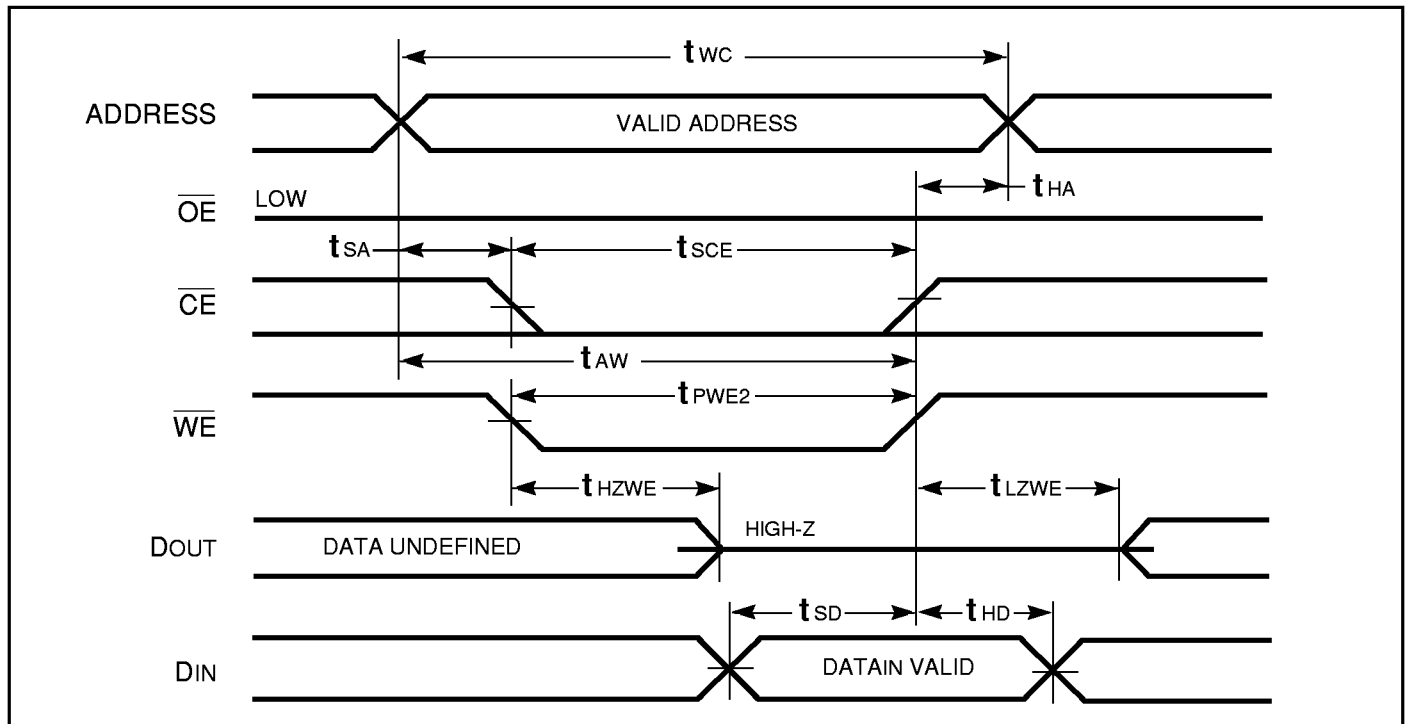 tWC
ADDRESS
VALID ADDRESS
tHA
OE
LOW
tSA
tSCE
CE
tAW
tPWE2
WE
tHZWE
tLZWE
HIGH-Z
DOUT
DATA UNDEFINED
tSD
tHD
DIN
DATAIN VALID